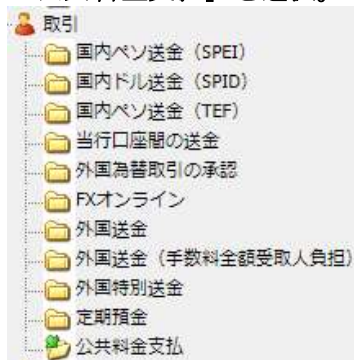 取引
国内ペソ送金（SPEI）
国内ドル送金（SPID）
国内ペソ送金（TEF）
当行口座間の送金
外国為替取引の承認
FXオンライン
外国送金
外国送金（手数料全額受取人負担）
外国特別送金
定期預金
公共料金支払